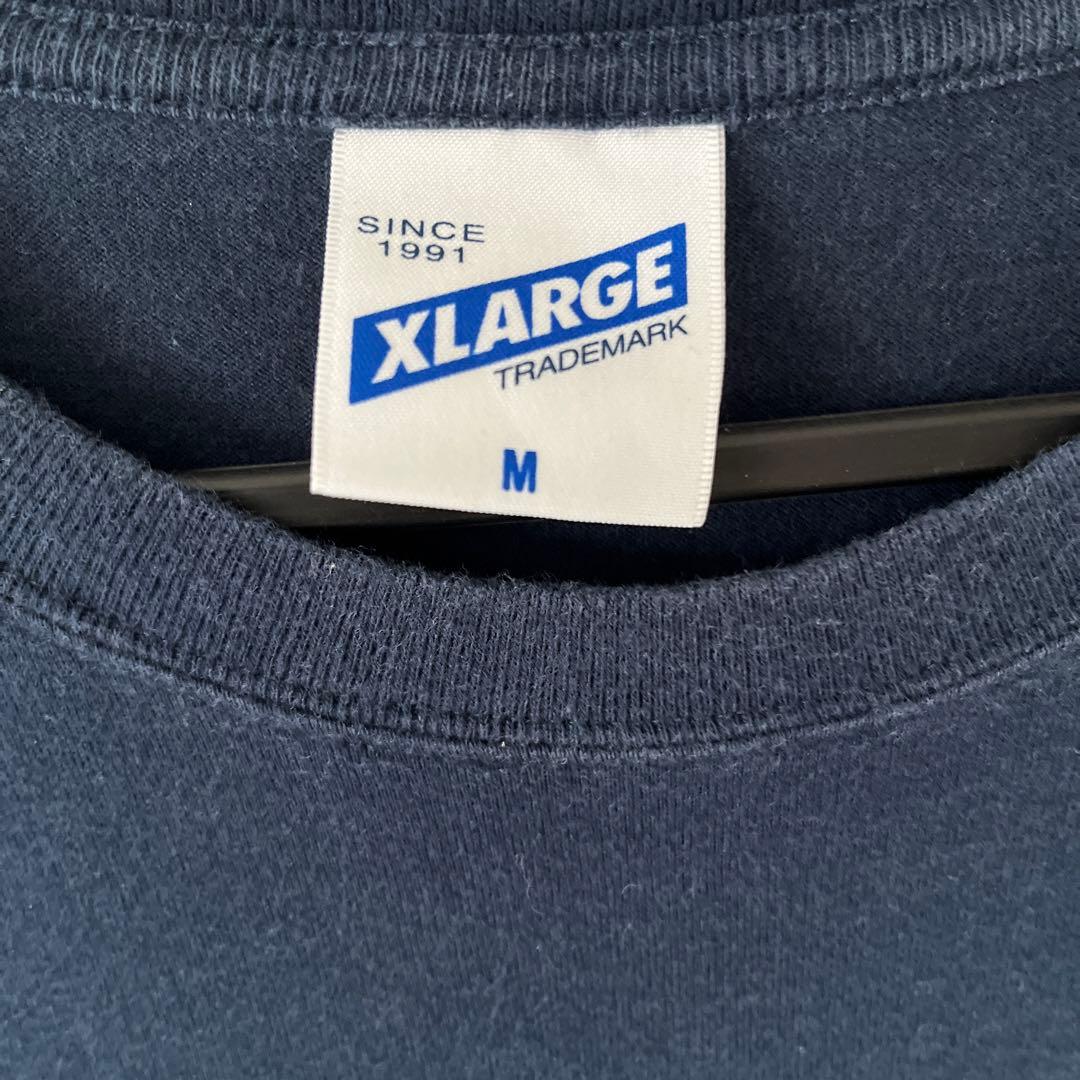 SINCE
1991
XLARGE
TRADEMARK
M